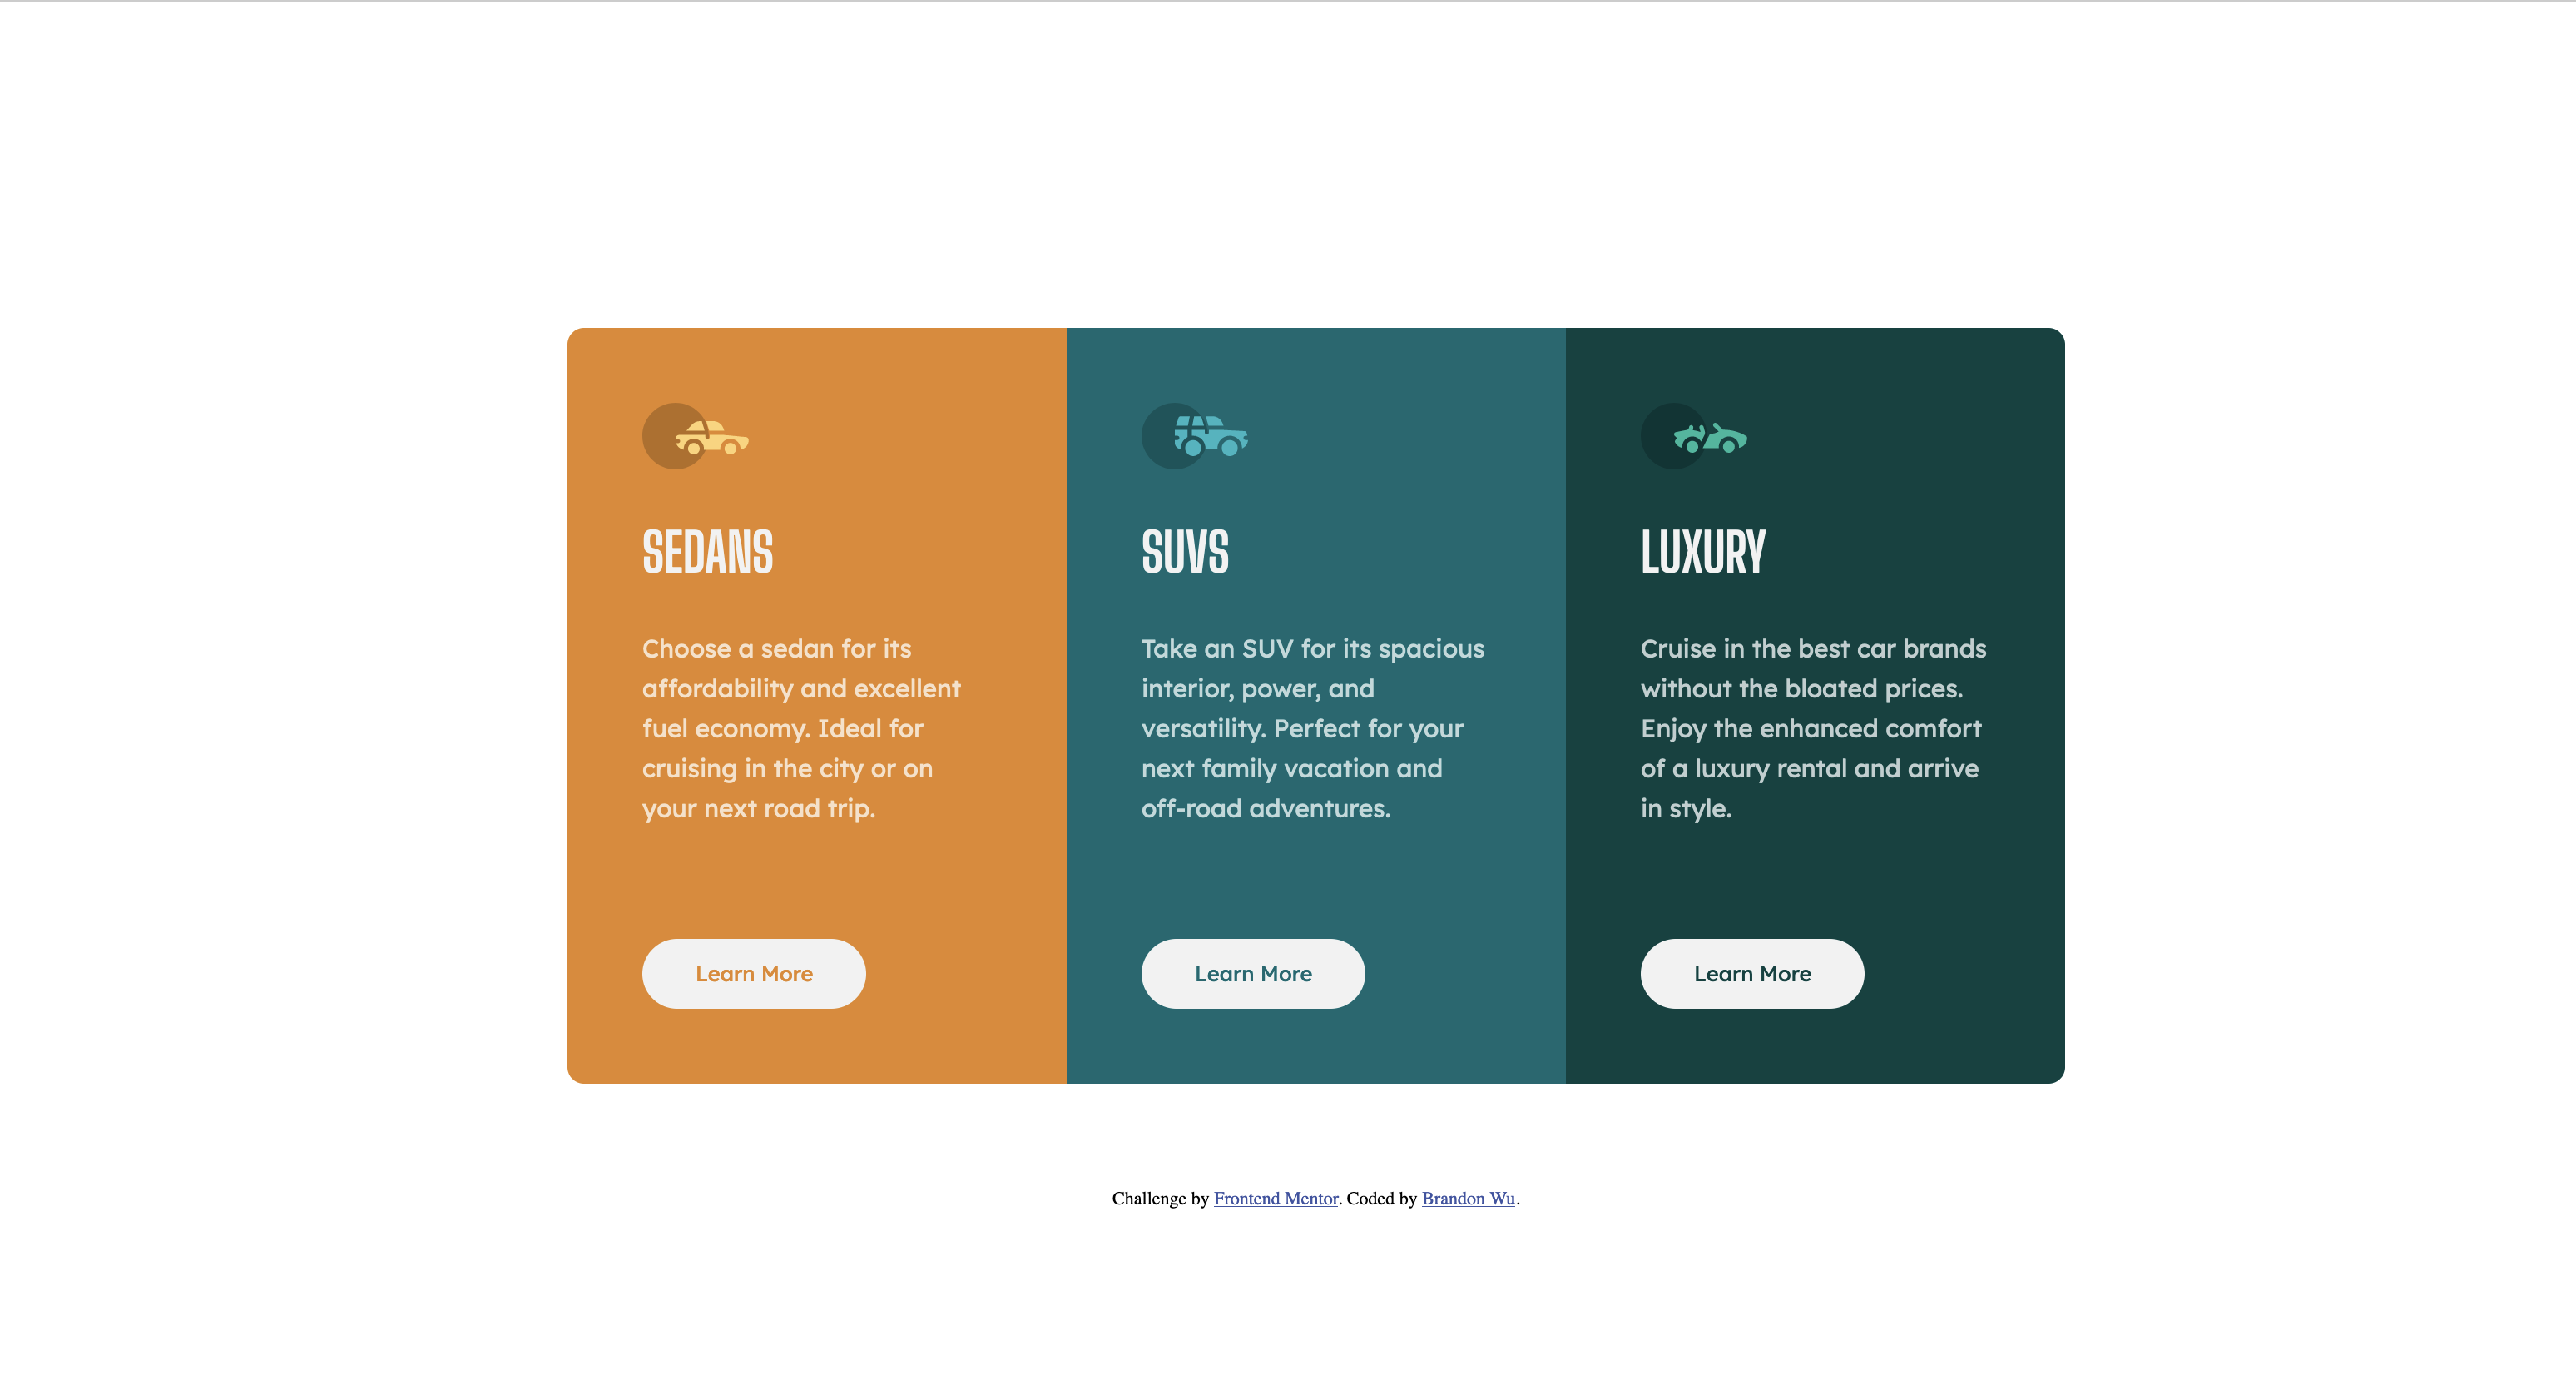 SEDANS
Choose a sedan for its
affordability and excellent
fuel economy. Ideal for
cruising in the city or on
your next road trip.
Learn More
SUVS
Take an SUV for its spacious
interior, power, and
versatility. Perfect for your
next family vacation and
off-road adventures.
Learn More
LUXURY
Cruise in the best car brands
without the bloated prices.
Enjoy the enhanced comfort
of a luxury rental and arrive
in style.
Learn More
Challenge by Frontend Mentor. Coded by Brandon Wu.